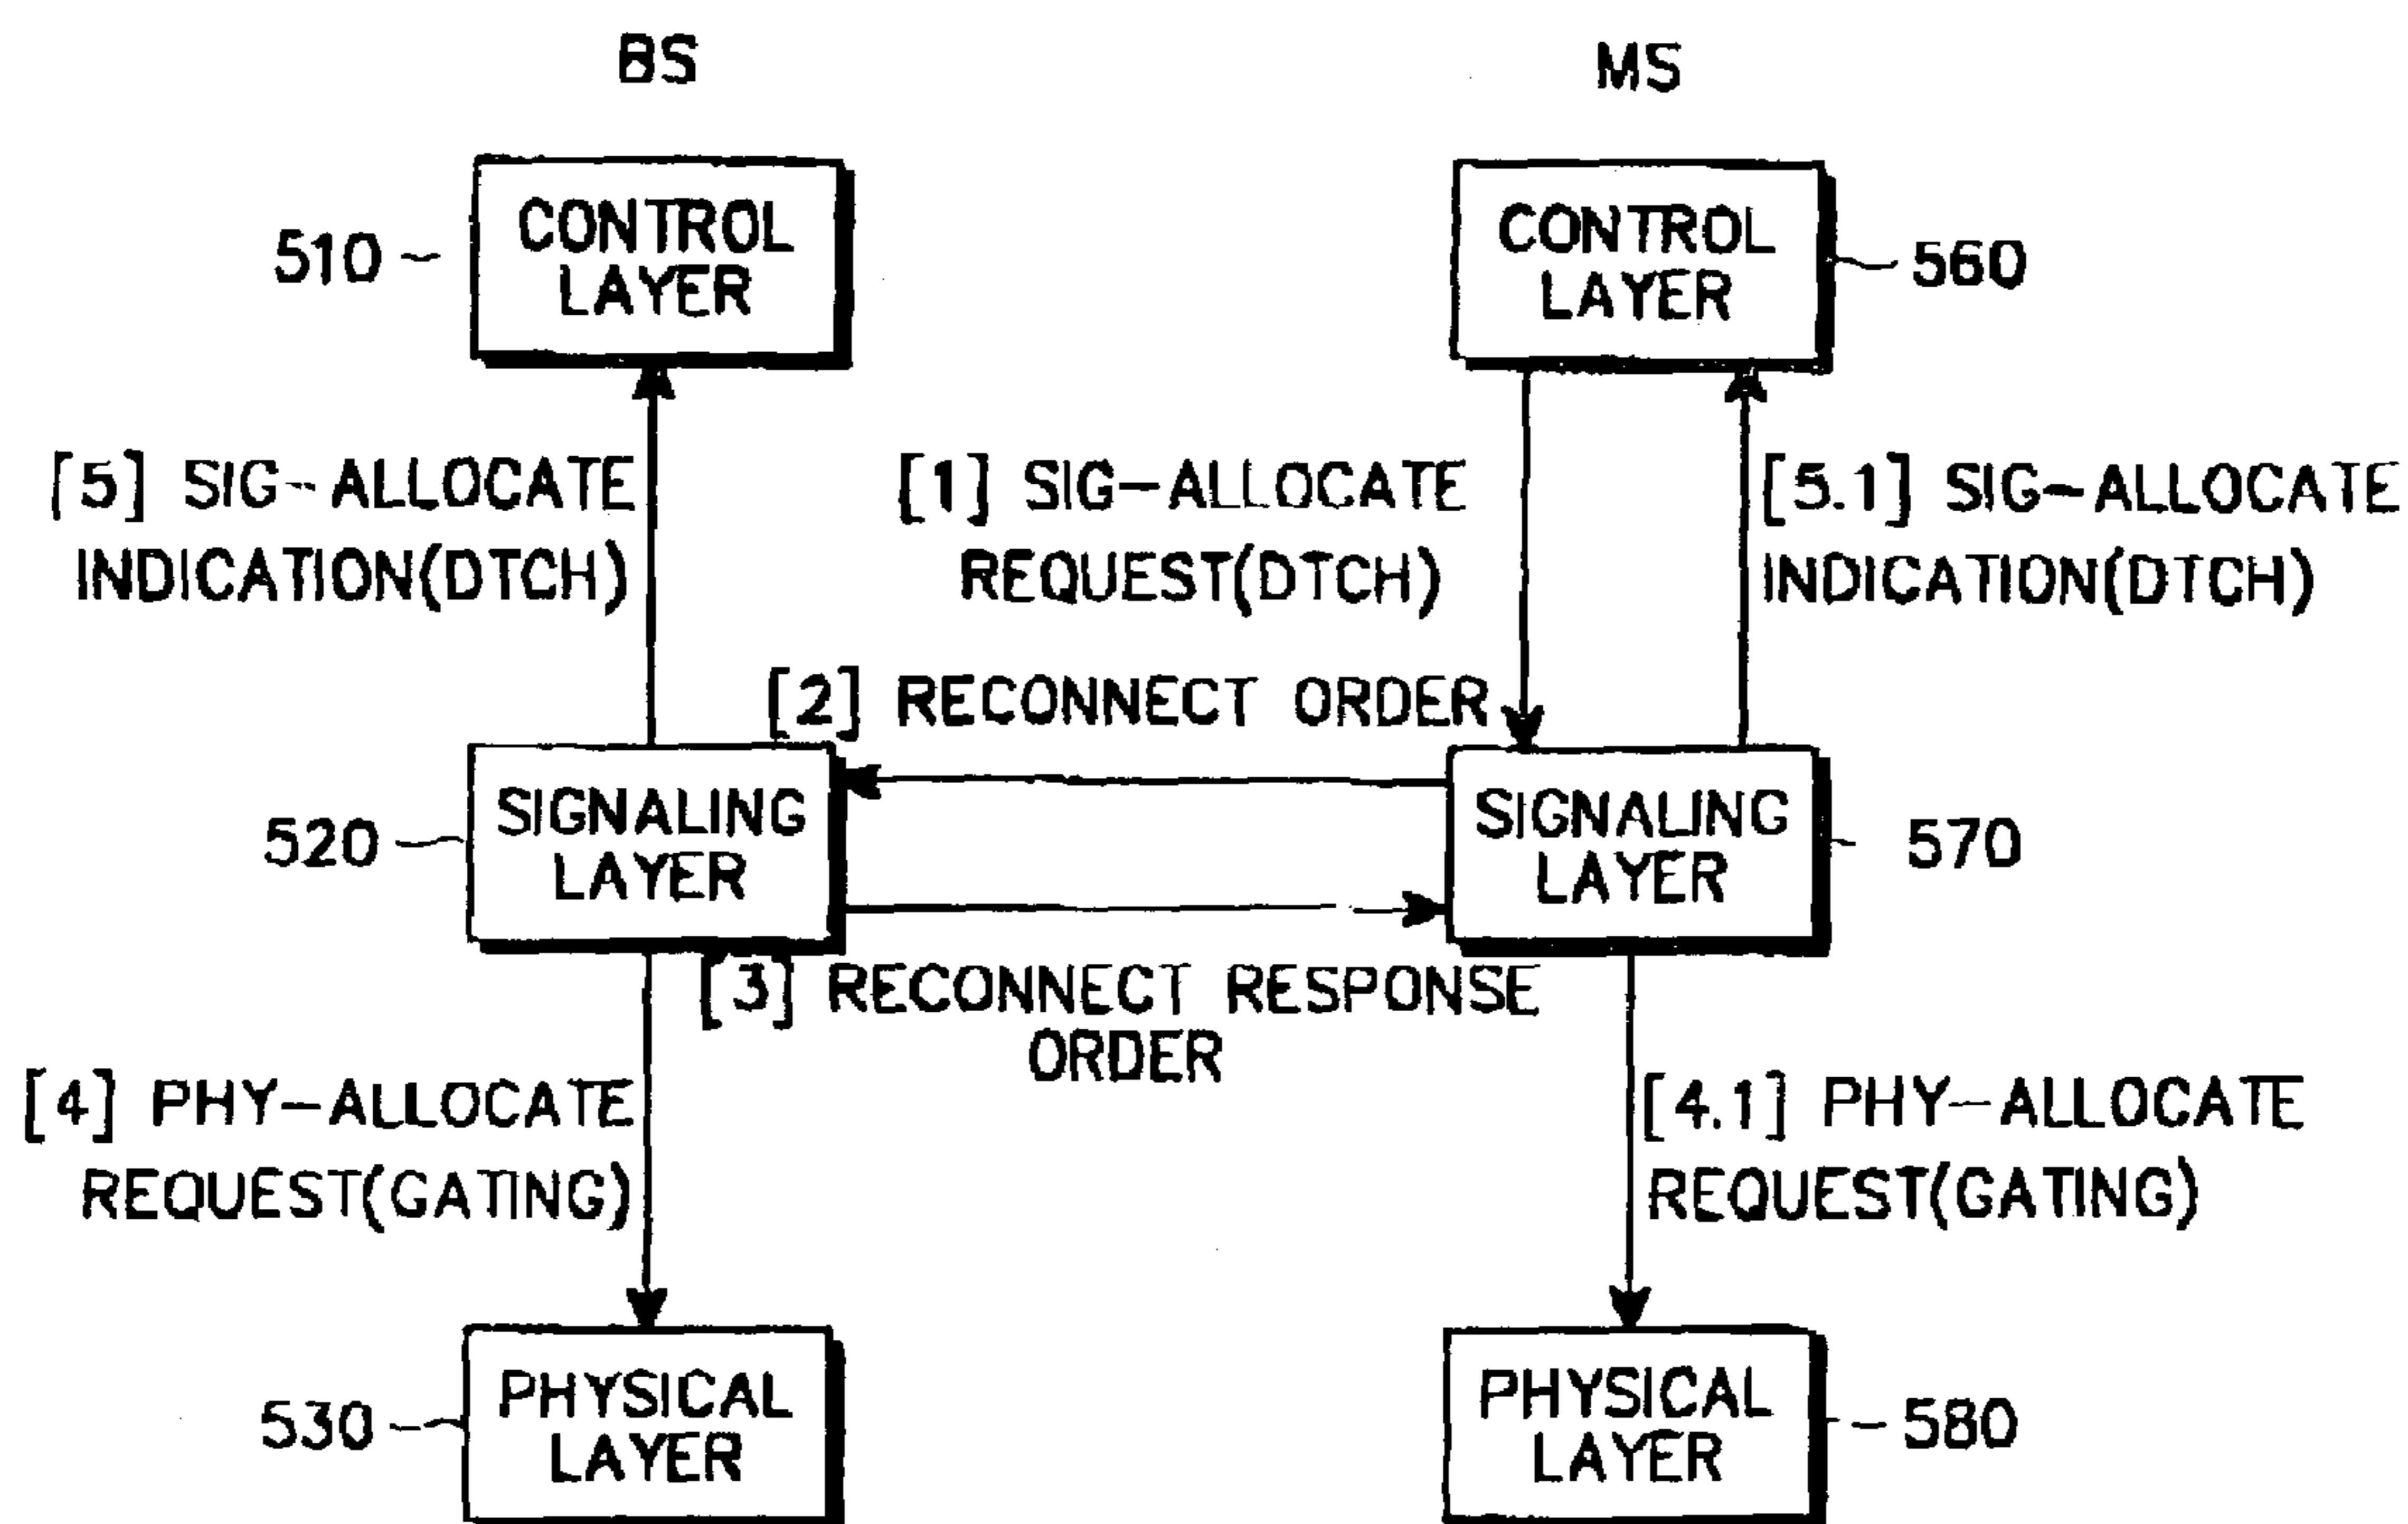 BS
MS
CONTROL
LAYER
510
CONTROL
LAYER
560
[5] SIG-ALLOCATE
INDICATION(DTCH)
[1] SIG-ALLOCATE
REQUEST(DTCH)
[5.1] SIG-ALLOCATE
INDICATION(DTCH)
[2] RECONNECT ORDER
SIGNALING
LAYER
520
SIGNALING
LAYER
570
[3] RECONNECT RESPONSE
ORDER
[4] PHY-ALLOCATE
REQUEST(GATING)
[4.1] PHY-ALLOCATE
REQUEST(GATING)
PHYSICAL
LAYER
530
PHYSICAL
LAYER
580